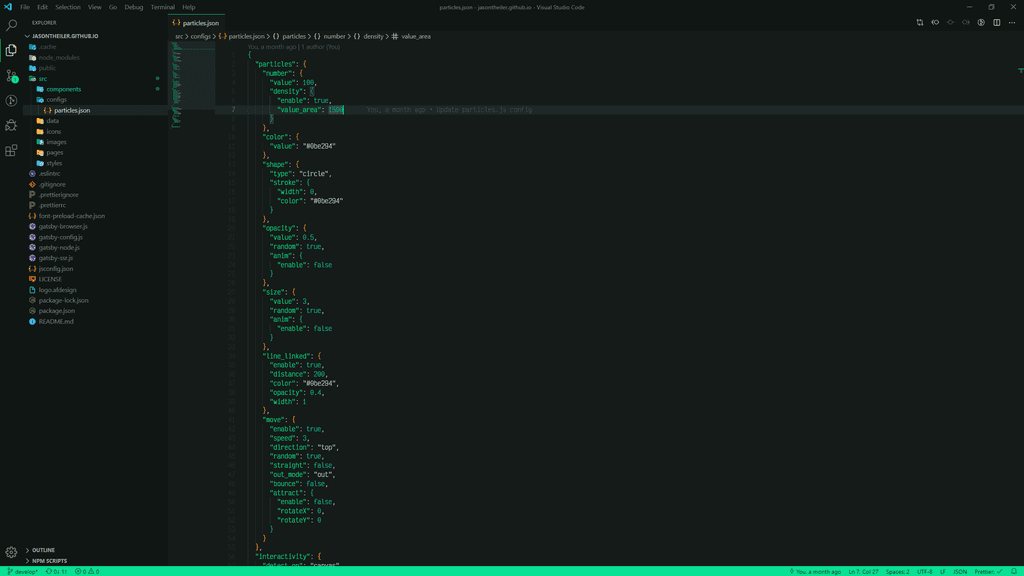 File Edit Selection View Go Debug Terminal Help
particles.json - jasontheiler.github.io - Visual Studio Code
EXPLORER
JASONTHEILER.GITHUB.IO
.cache
node_modules
public
src
components
configs
{..} particles.json
data
icons
images
pages
styles
.eslintrc
.gitignore
.prettierignore
.prettierrc
{..} font-preload-cache.json
gatsby-browser.js
gatsby-config.js
gatsby-node.js
gatsby-ssr.js
{..} jsconfig.json
LICENSE
logo.afdesign
package-lock.json
package.json
README.md
OUTLINE
NPM SCRIPTS
{..} particles.json
src > configs > {..} particles.json > {} particles > {} number > {} density > # value_area
You, a month ago | 1 author (You)
{
"particles": {
"number": {
"value": 100,
"density": {
"enable": true,
7 "value_area": 1500 You, a month ago • Update particles.js config
}
},
"color": {
"value": "#0be294"
},
"shape": {
"type": "circle",
"stroke": {
"width": 0,
"color": "#0be294"
}
},
"opacity": {
"value": 0.5,
"random": true,
"anim": {
"enable": false
}
},
"size": {
"value": 3,
"random": true,
"anim": {
"enable": false
}
},
"line_linked": {
"enable": true,
"distance": 200,
"color": "#0be294",
"opacity": 0.4,
"width": 1
},
"move": {
"enable": true,
"speed": 3,
"direction": "top",
"random": true,
"straight": false,
"out_mode": "out",
"bounce": false,
"attract": {
"enable": false,
"rotateX": 0,
"rotateY": 0
}
}
},
"interactivity": {
"detect_on": "canvas",
develop* 0 0 You, a month ago Ln 7, Col 27 Spaces: 2 UTF-8 LF JSON Prettier: ✓